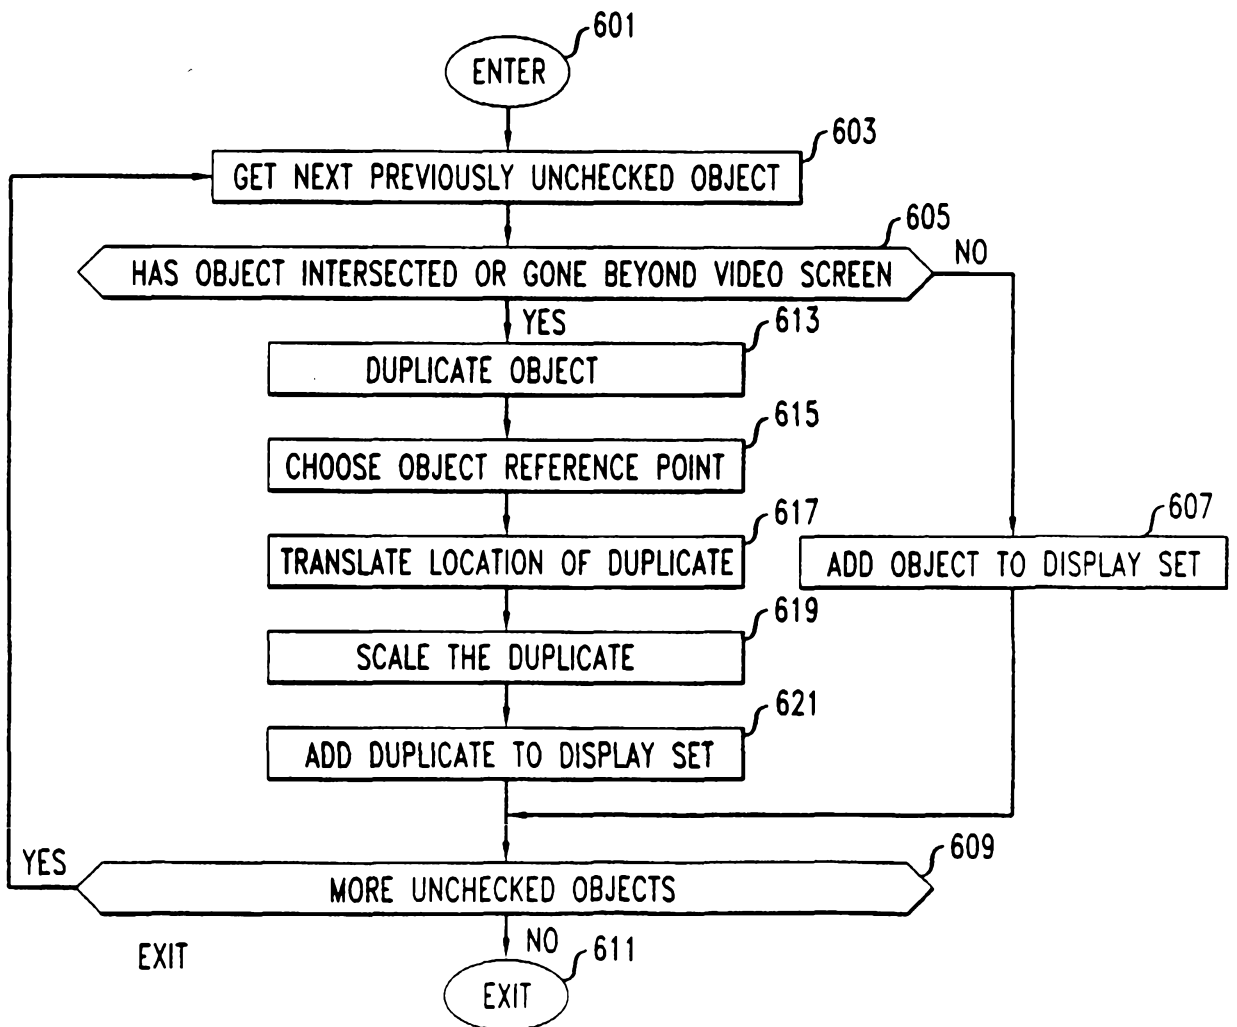 601
ENTER
603
GET NEXT PREVIOUSLY UNCHECKED OBJECT
605
HAS OBJECT INTERSECTED OR GONE BEYOND VIDEO SCREEN
NO
YES
613
DUPLICATE OBJECT
615
CHOOSE OBJECT REFERENCE POINT
617
TRANSLATE LOCATION OF DUPLICATE
607
ADD OBJECT TO DISPLAY SET
619
SCALE THE DUPLICATE
621
ADD DUPLICATE TO DISPLAY SET
YES
609
MORE UNCHECKED OBJECTS
NO
EXIT
611
EXIT